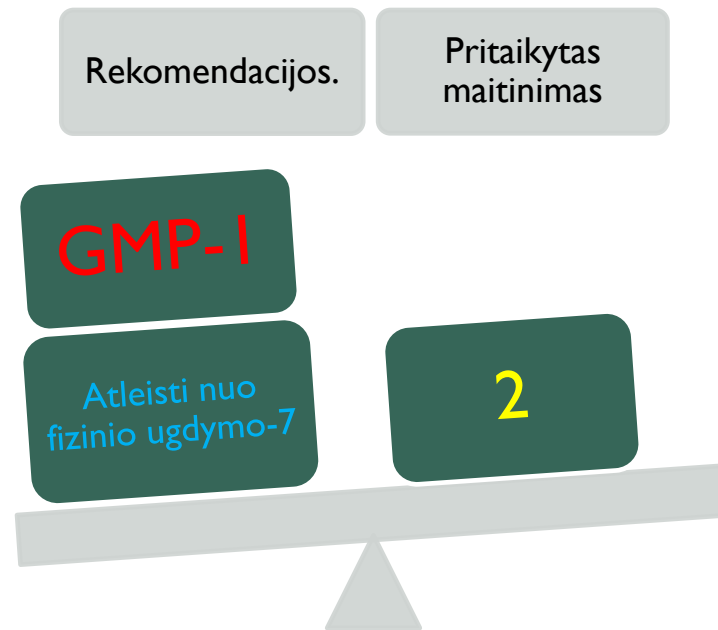 Rekomendacijos.
Pritaikytas
maitinimas
GMP-1
Atleisti nuo
fizinio ugdymo-7
2